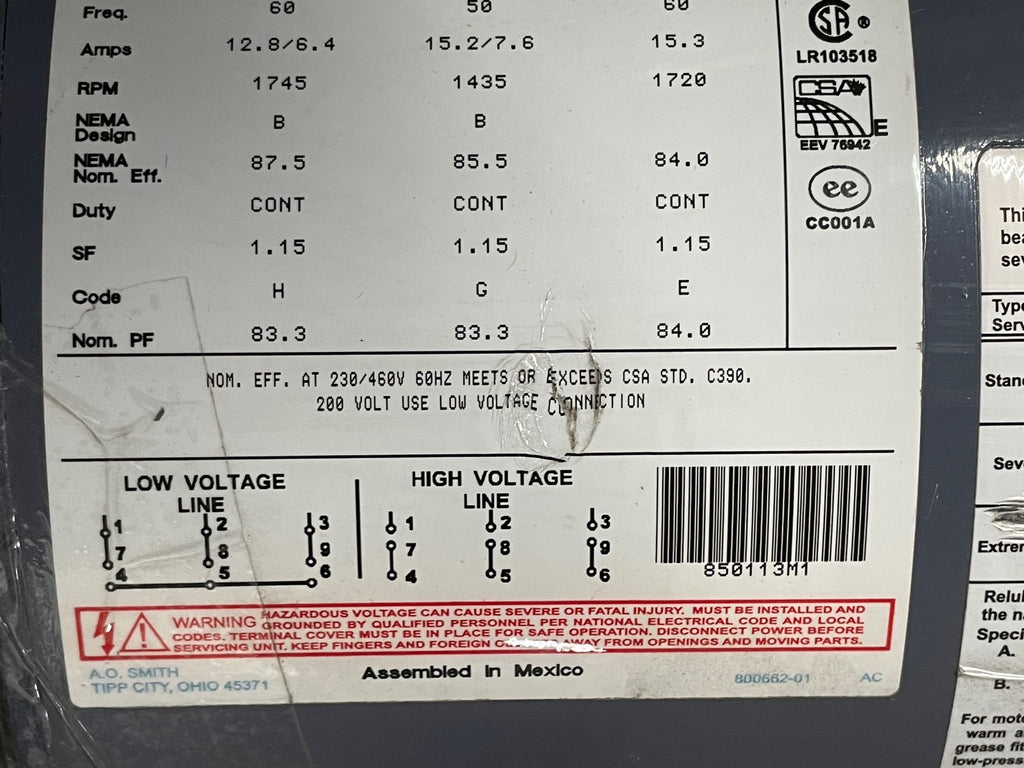 Freq. 60 50 60
Amps 12.8/6.4 15.2/7.6 15.3
RPM 1745 1435 1720
NEMA
Design B B
NEMA
Nom. Eff. 87.5 85.5 84.0
Duty CONT CONT CONT
SF 1.15 1.15 1.15
Code H G E
Nom. PF 83.3 83.3 84.0
SA ®
LR103518
CSA
E
EEV 76942
ee
CC001A
NOM. EFF. AT 230/460V 60HZ MEETS OR EXCEEDS CSA STD. C390.
200 VOLT USE LOW VOLTAGE CONNECTION
LOW VOLTAGE
LINE
1 2 3
7 8 9
4 5 6
HIGH VOLTAGE
LINE
1 2 3
7 8 9
4 5 6
850113M1
WARNING HAZARDOUS VOLTAGE CAN CAUSE SEVERE OR FATAL INJURY. MUST BE INSTALLED AND
GROUNDED BY QUALIFIED PERSONNEL PER NATIONAL ELECTRICAL CODE AND LOCAL
CODES. TERMINAL COVER MUST BE IN PLACE FOR SAFE OPERATION. DISCONNECT POWER BEFORE
SERVICING UNIT. KEEP FINGERS AND FOREIGN AWAY FROM OPENINGS AND MOVING PARTS.
A.O. SMITH
TIPP CITY, OHIO 45371
Assembled in Mexico
800662-01 AC
Thi
bea
sev
Type
Serv
Stand
Seve
Extrem
Relub
the n
Speci
A.
B.
For moto
warm a
grease fit
low-press